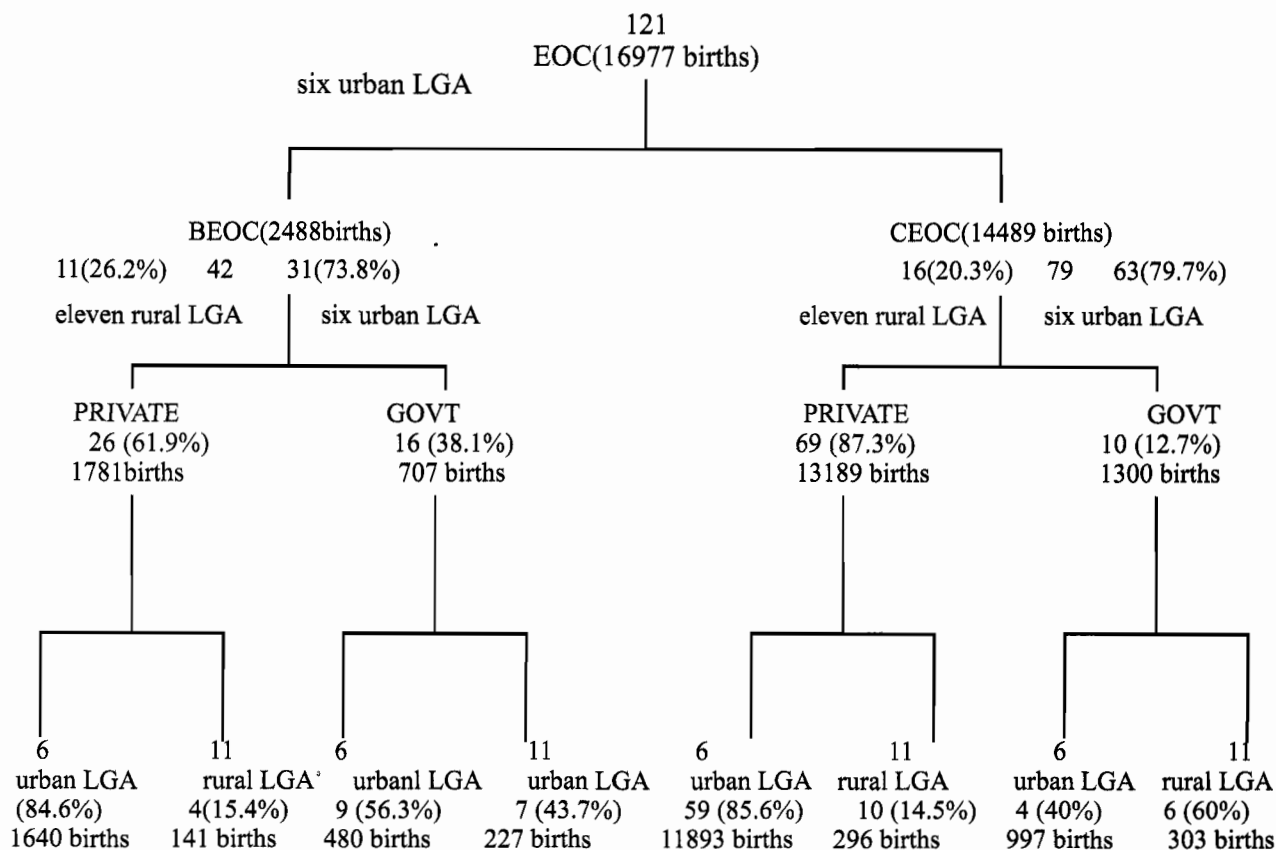 121
EOC(16977 births)
six urban LGA
BEOC(2488births)
11(26.2%) 42 31(73.8%)
eleven rural LGA six urban LGA
CEOC(14489 births)
16(20.3%) 79 63(79.7%)
eleven rural LGA six urban LGA
PRIVATE
26 (61.9%)
1781births
GOVT
16 (38.1%)
707 births
PRIVATE
69 (87.3%)
13189 births
GOVT
10 (12.7%)
1300 births
6
urban LGA
(84.6%)
1640 births
11
rural LGA
4(15.4%)
141 births
6
urbanl LGA
9 (56.3%)
480 births
11
urban LGA
7 (43.7%)
227 births
6
urban LGA
59 (85.6%)
11893 births
11
rural LGA
10 (14.5%)
296 births
6
urban LGA
4 (40%)
997 births
11
rural LGA
6 (60%)
303 births